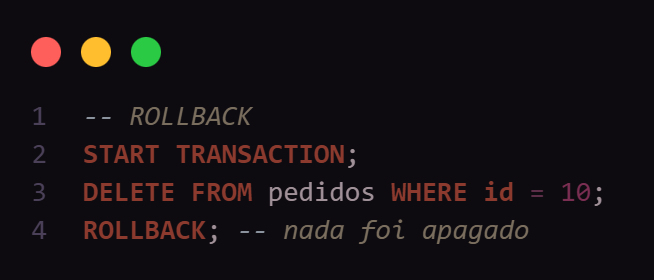 1 -- ROLLBACK
2 START TRANSACTION;
3 DELETE FROM pedidos WHERE id = 10;
4 ROLLBACK; -- nada foi apagado